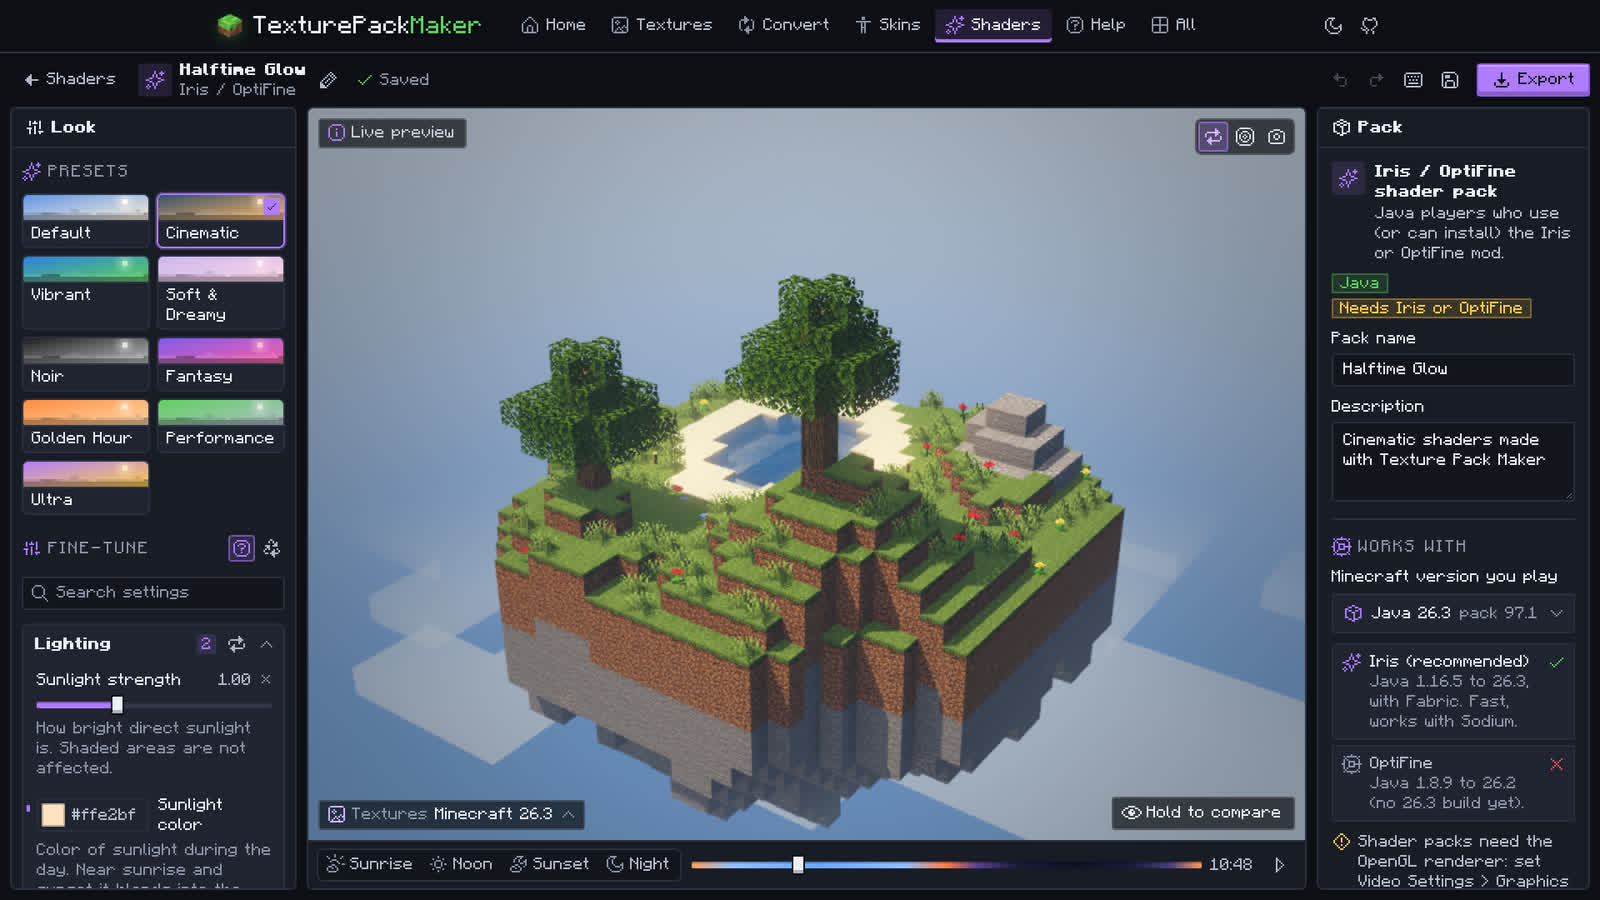 TexturePackMaker
Home
Textures
Convert
Skins
Shaders
Help
All
Shaders
Halftime Glow
Iris / OptiFine
Saved
Export
Look
PRESETS
Default
Cinematic
Vibrant
Soft &
Dreamy
Noir
Fantasy
Golden Hour
Performance
Ultra
FINE-TUNE
Search settings
Lighting 2
Sunlight strength 1.00
How bright direct sunlight
is. Shaded areas are not
affected.
#ffe2bf
Sunlight
color
Color of sunlight during the
day. Near sunrise and
Live preview
Textures Minecraft 26.3
Hold to compare
Sunrise
Noon
Sunset
Night
10:48
Pack
Iris / OptiFine
shader pack
Java players who use
(or can install) the Iris
or OptiFine mod.
Java
Needs Iris or OptiFine
Pack name
Halftime Glow
Description
Cinematic shaders made
with Texture Pack Maker
WORKS WITH
Minecraft version you play
Java 26.3 pack 97.1
Iris (recommended)
Java 1.16.5 to 26.3,
with Fabric. Fast,
works with Sodium.
OptiFine
Java 1.8.9 to 26.2
(no 26.3 build yet).
Shader packs need the
OpenGL renderer: set
Video Settings > Graphics